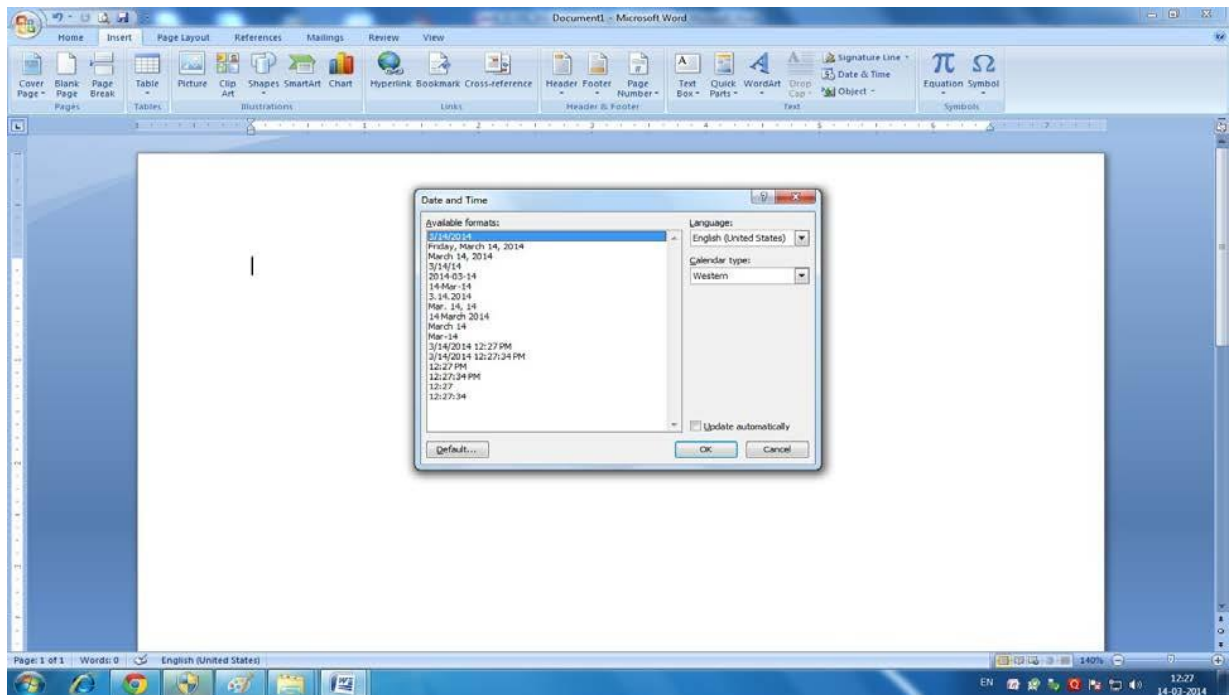 Document1 - Microsoft Word
Home Insert Page Layout References Mailings Review View
Cover Page
Blank Page
Page Break
Pages
Table
Tables
Picture
Clip Art
Shapes
SmartArt
Chart
Illustrations
Hyperlink
Bookmark
Cross-reference
Links
Header
Footer
Page Number
Header & Footer
Text Box
Quick Parts
WordArt
Drop Cap
Signature Line
Date & Time
Object
Text
Equation
Symbol
Symbols
Date and Time
Available formats:
3/14/2014
Friday, March 14, 2014
March 14, 2014
3/14/14
2014-03-14
14-Mar-14
3.14.2014
Mar. 14, 14
14 March 2014
March 14
Mar-14
3/14/2014 12:27 PM
3/14/2014 12:27:34 PM
12:27 PM
12:27:34 PM
12:27
12:27:34
Language:
English (United States)
Calendar type:
Western
Update automatically
Default...
OK
Cancel
Page: 1 of 1 Words: 0 English (United States) 140%
EN 12:27
14-03-2014